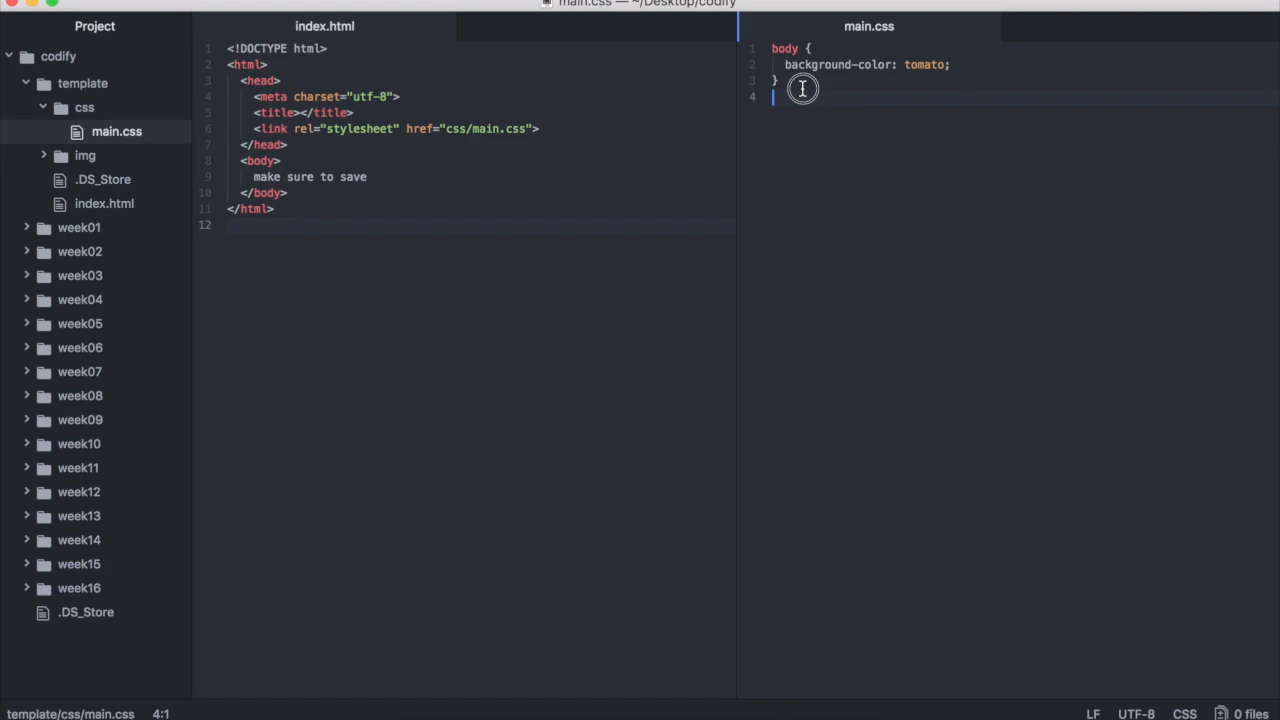 main.css — ~/Desktop/codify
Project
codify
template
css
main.css
img
.DS_Store
index.html
week01
week02
week03
week04
week05
week06
week07
week08
week09
week10
week11
week12
week13
week14
week15
week16
.DS_Store
index.html
1 <!DOCTYPE html>
2 <html>
3 <head>
4 <meta charset="utf-8">
5 <title></title>
6 <link rel="stylesheet" href="css/main.css">
7 </head>
8 <body>
9 make sure to save
10 </body>
11 </html>
12
main.css
1 body {
2 background-color: tomato;
3 }
4
template/css/main.css 4:1
LF UTF-8 CSS 0 files